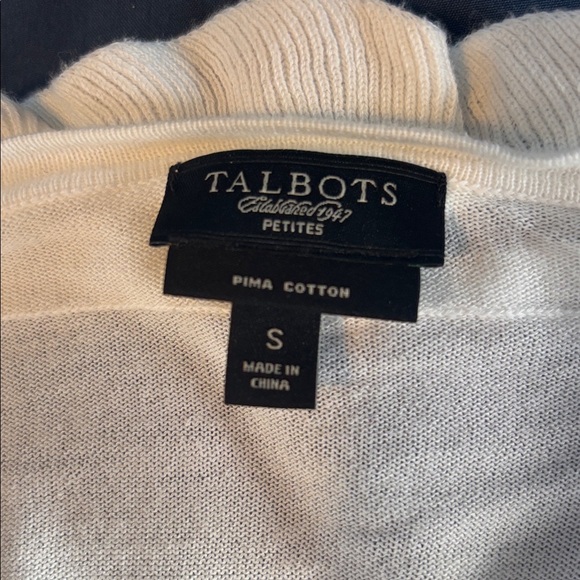 TALBOTS
Established 1947
PETITES
PIMA COTTON
S
MADE IN
CHINA